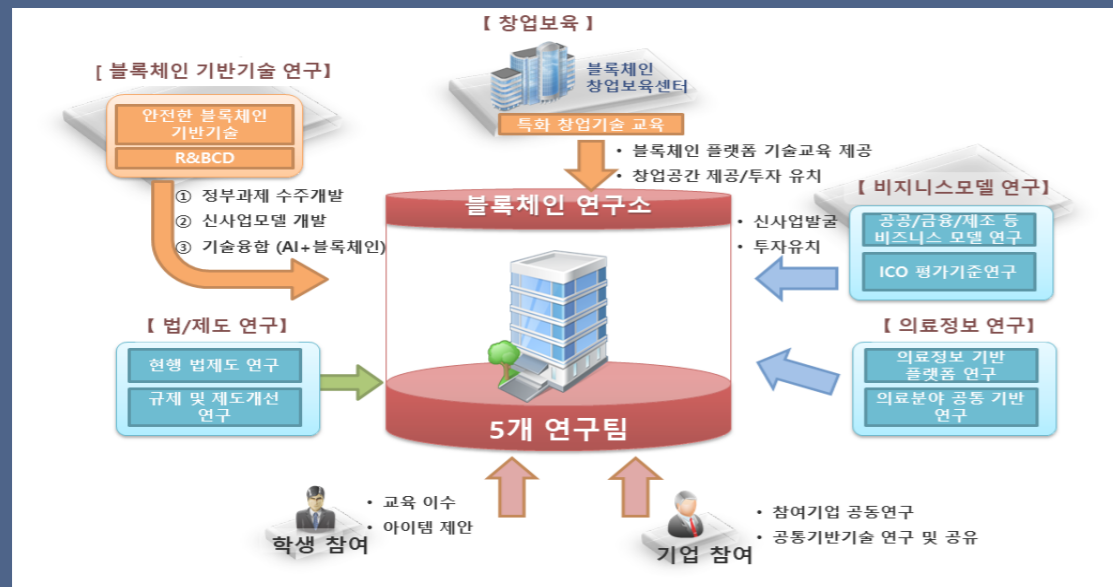 【 창업보육 】
블록체인
창업보육센터
특화 창업기술 교육
• 블록체인 플랫폼 기술교육 제공
• 창업공간 제공/투자 유치
[ 블록체인 기반기술 연구】
안전한 블록체인
기반기술
R&BCD
① 정부과제 수주개발
② 신사업모델 개발
③ 기술융합 (AI+블록체인)
블록체인 연구소
【 비지니스모델 연구】
• 신사업발굴
• 투자유치
공공/금융/제조 등
비즈니스 모델 연구
ICO 평가기준연구
【 법/제도 연구】
현행 법제도 연구
규제 및 제도개선
연구
【 의료정보 연구】
의료정보 기반
플랫폼 연구
의료분야 공통 기반
연구
5개 연구팀
• 교육 이수
• 아이템 제안
학생 참여
• 참여기업 공동연구
• 공통기반기술 연구 및 공유
기업 참여